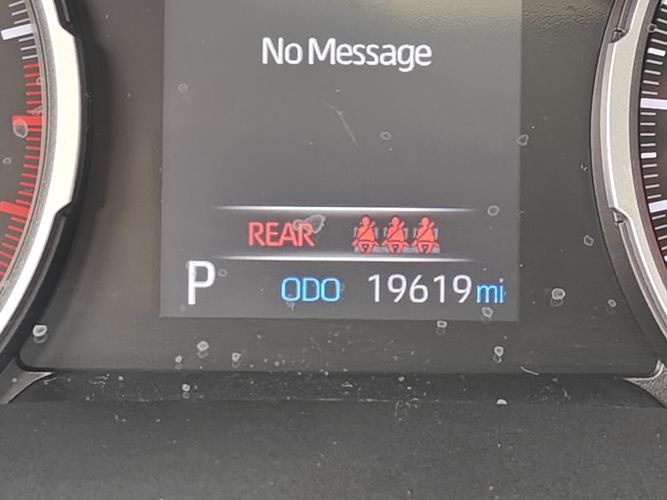 No Message
REAR
P ODO 19619 mi